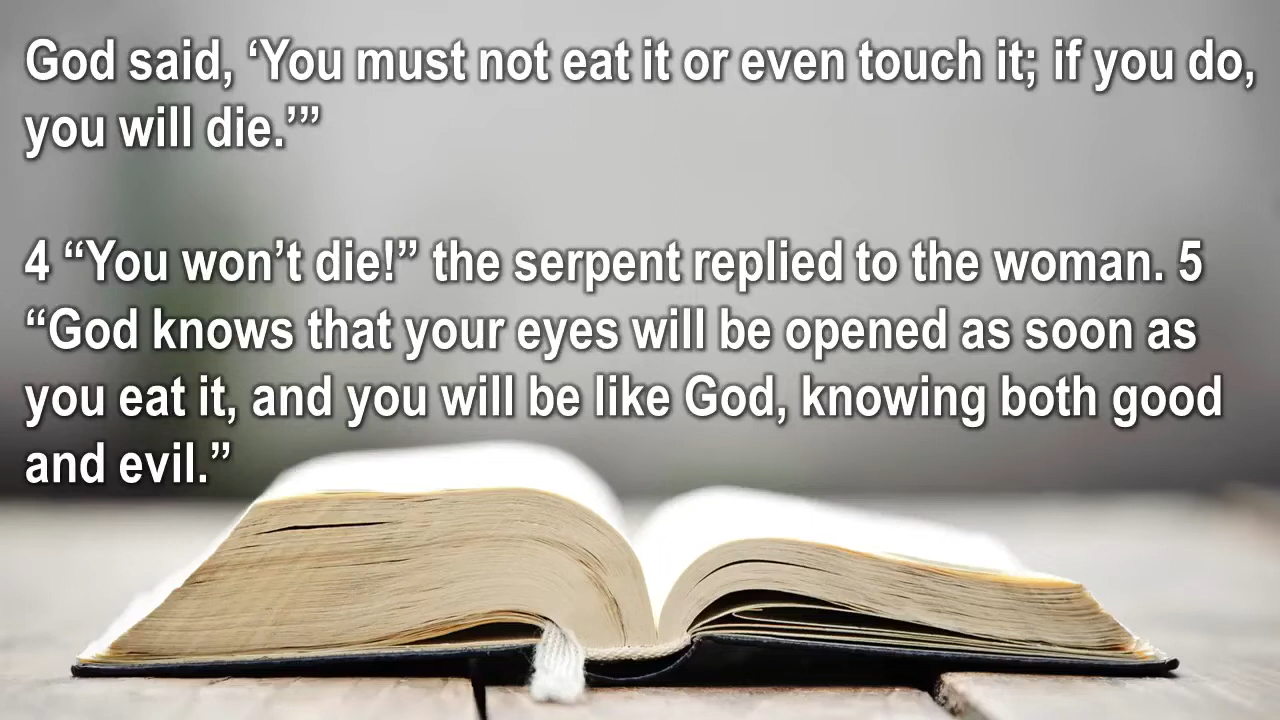 God said, ‘You must not eat it or even touch it; if you do,
you will die.’”
4 “You won’t die!” the serpent replied to the woman. 5
“God knows that your eyes will be opened as soon as
you eat it, and you will be like God, knowing both good
and evil.”